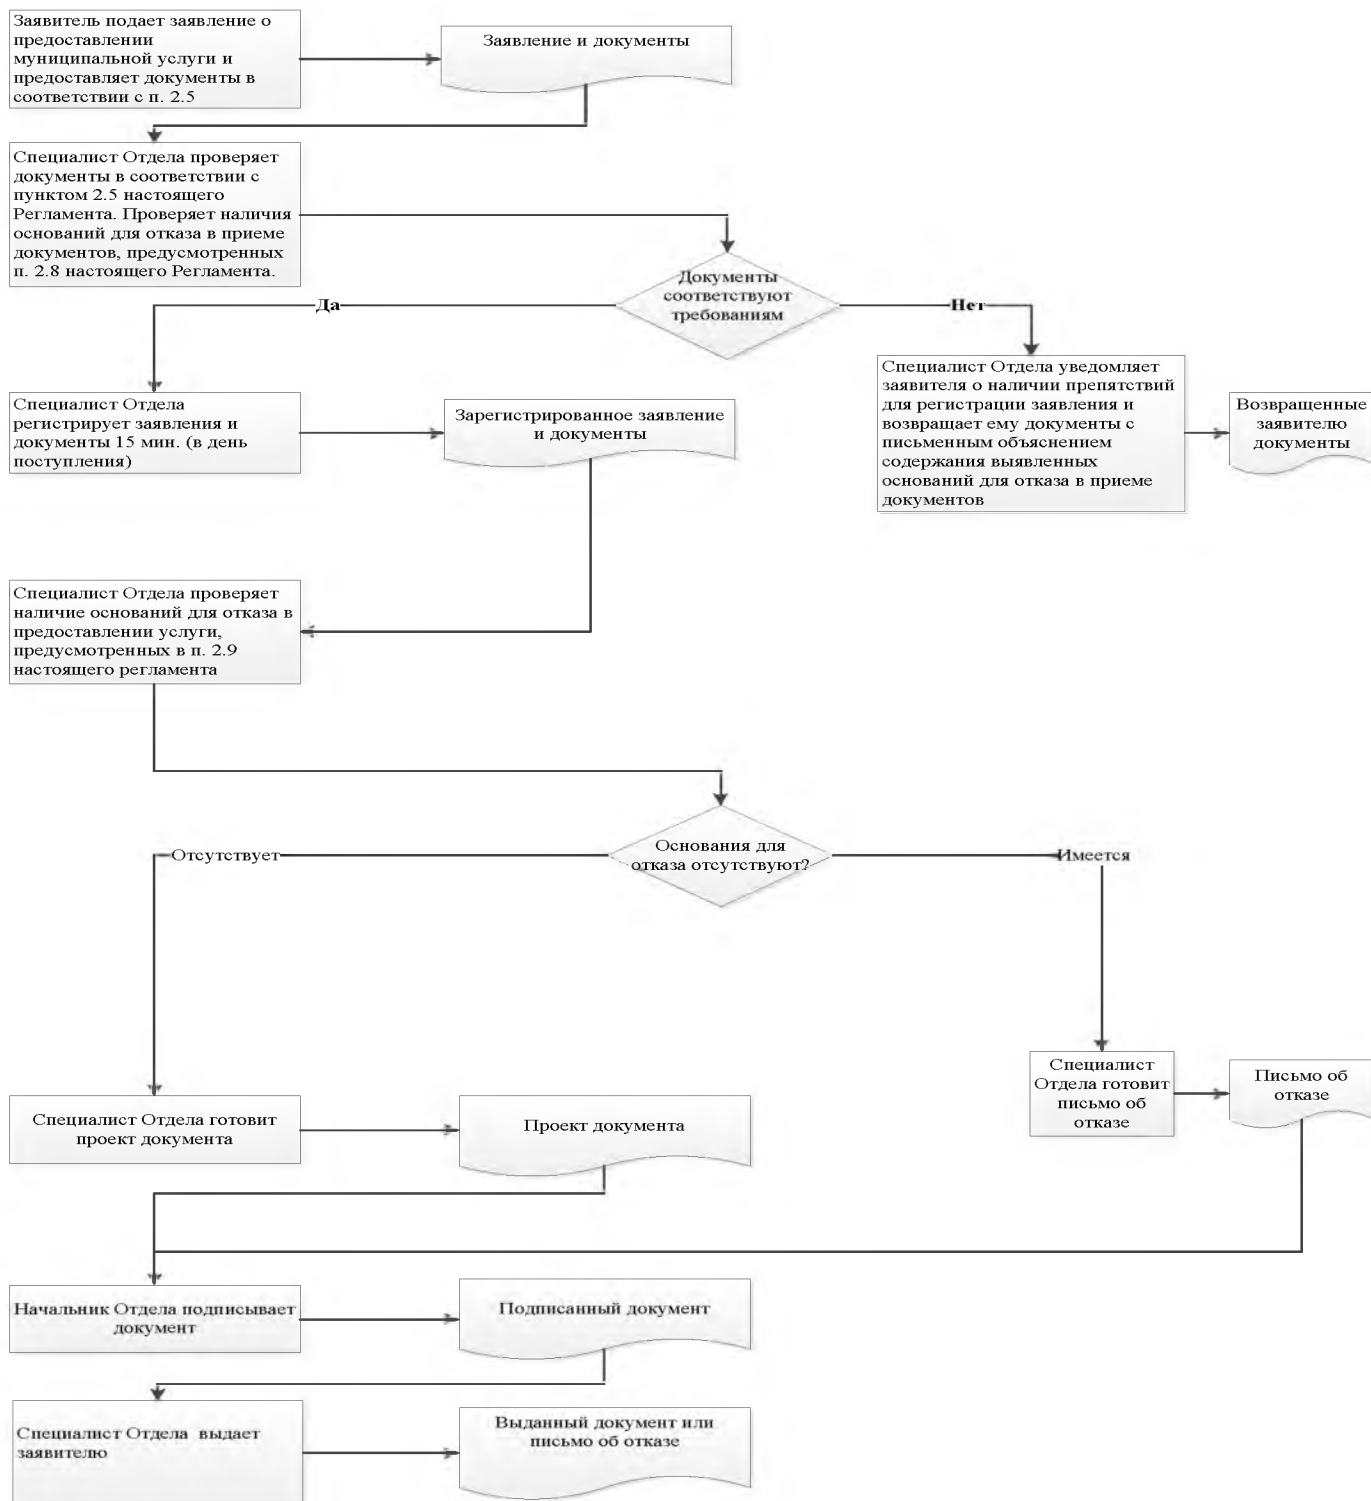 Заявитель подает заявление о
предоставлении
муниципальной услуги и
предоставляет документы в
соответствии с п. 2.5
Заявление и документы
Специалист Отдела проверяет
документы в соответствии с
пунктом 2.5 настоящего
Регламента. Проверяет наличия
оснований для отказа в приеме
документов, предусмотренных
п. 2.8 настоящего Регламента.
Документы
соответствуют
требованиям
Да
Нет
Специалист Отдела
регистрирует заявления и
документы 15 мин. (в день
поступления)
Зарегистрированное заявление
и документы
Специалист Отдела уведомляет
заявителя о наличии препятствий
для регистрации заявления и
возвращает ему документы с
письменным объяснением
содержания выявленных
оснований для отказа в приеме
документов
Возвращенные
заявителю
документы
Специалист Отдела проверяет
наличие оснований для отказа в
предоставлении услуги,
предусмотренных в п. 2.9
настоящего регламента
Основания для
отказа отсутствуют?
Отсутствует
Имеется
Специалист
Отдела готовит
письмо об
отказе
Письмо об
отказе
Специалист Отдела готовит
проект документа
Проект документа
Начальник Отдела подписывает
документ
Подписанный документ
Специалист Отдела  выдает
заявителю
Выданный документ или
письмо об отказе